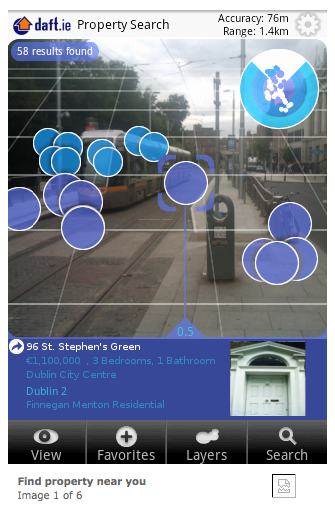 daft.ie Property Search
Accuracy: 76m
Range: 1.4km
58 results found
0.5
96 St. Stephen's Green
€1,100,000 , 3 Bedrooms, 1 Bathroom
Dublin City Centre
Dublin 2
Finnegan Menton Residential
View
Favorites
Layers
Search
Find property near you
Image 1 of 6